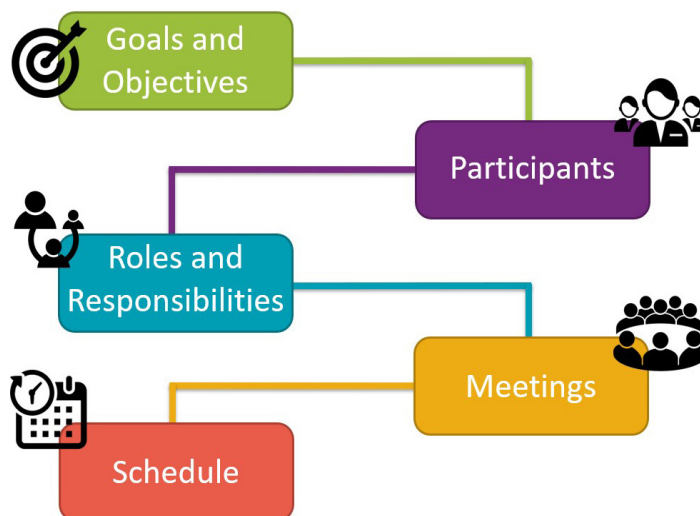 Goals and
Objectives
Participants
Roles and
Responsibilities
Meetings
Schedule